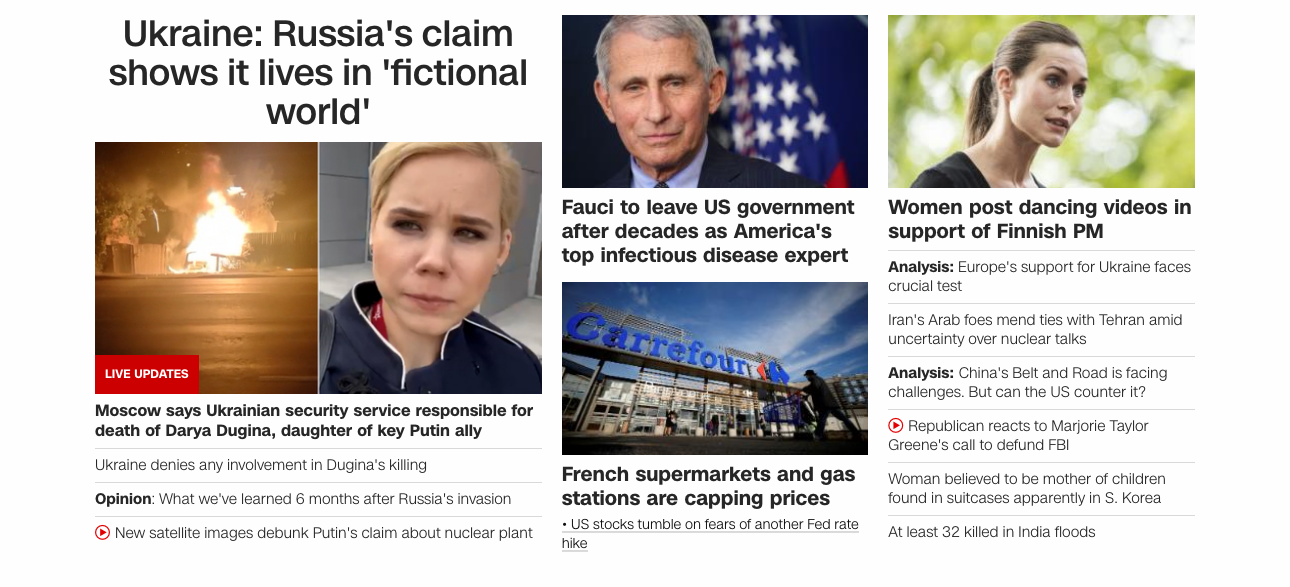 Ukraine: Russia's claim
shows it lives in 'fictional
world'
LIVE UPDATES
Moscow says Ukrainian security service responsible for
death of Darya Dugina, daughter of key Putin ally
Ukraine denies any involvement in Dugina's killing
Opinion: What we've learned 6 months after Russia's invasion
New satellite images debunk Putin's claim about nuclear plant
Fauci to leave US government
after decades as America's
top infectious disease expert
Carrefour
French supermarkets and gas
stations are capping prices
• US stocks tumble on fears of another Fed rate
hike
Women post dancing videos in
support of Finnish PM
Analysis: Europe's support for Ukraine faces
crucial test
Iran's Arab foes mend ties with Tehran amid
uncertainty over nuclear talks
Analysis: China's Belt and Road is facing
challenges. But can the US counter it?
Republican reacts to Marjorie Taylor
Greene's call to defund FBI
Woman believed to be mother of children
found in suitcases apparently in S. Korea
At least 32 killed in India floods